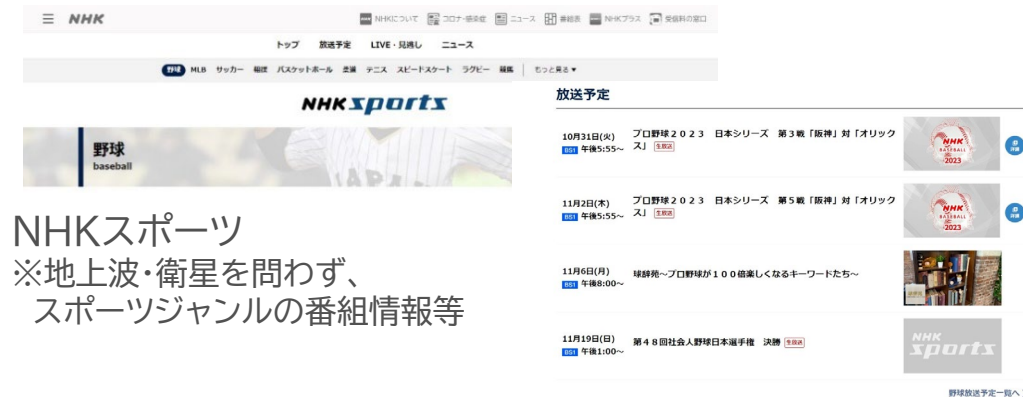 NHK
NHKについて コロナ・感染症 ニュース 番組表 NHKプラス 受信料の窓口
トップ 放送予定 LIVE・見逃し ニュース
野球 MLB サッカー 相撲 バスケットボール 柔道 テニス スピードスケート ラグビー 競馬 もっと見る▼
NHK sports
野球
baseball
NHKスポーツ
※地上波・衛星を問わず、
スポーツジャンルの番組情報等
放送予定
10月31日(火)
BS1 午後5:55〜
プロ野球2023 日本シリーズ 第3戦「阪神」対「オリック
ス」 生放送
NHK
BASEBALL
2023
11月2日(木)
BS1 午後5:55〜
プロ野球2023 日本シリーズ 第5戦「阪神」対「オリック
ス」 生放送
NHK
BASEBALL
2023
11月6日(月)
BS1 午後8:00〜
球辞苑〜プロ野球が100倍楽しくなるキーワードたち〜
11月19日(日)
BS1 午後1:00〜
第48回社会人野球日本選手権 決勝 生放送
NHK
sports
野球放送予定一覧へ